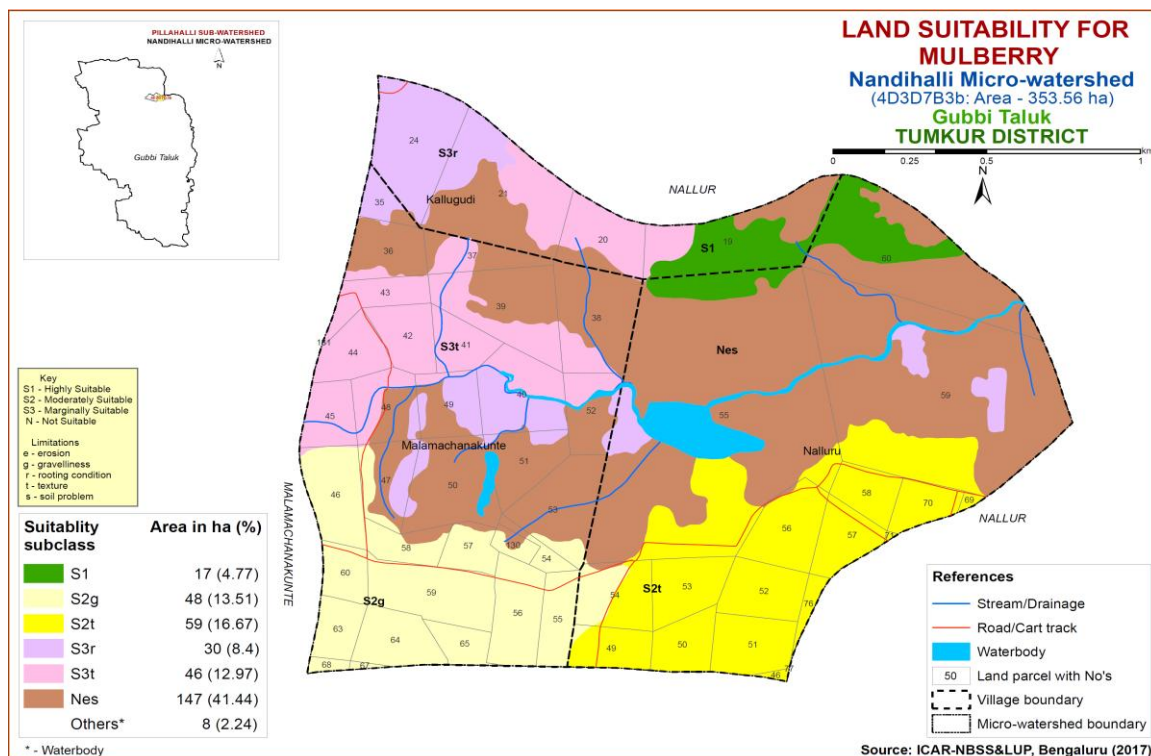 PILLAHALLI SUB-WATERSHED
NANDIHALLI MICRO-WATERSHED
N
Gubbi Taluk
LAND SUITABILITY FOR
MULBERRY
Nandihalli Micro-watershed
(4D3D7B3b: Area - 353.56 ha)
Gubbi Taluk
TUMKUR DISTRICT
0 0.25 0.5 1 km
N
NALLUR
24
S3r
21
35
Kallugudi
20
19
S1
60
36
37
43
39
38
42
41
S3t
44
Nes
49
52
59
45
48
55
Malamachanakunte
51
Nalluru
47
50
46
53
58
70
69
NALLUR
MALAMACHANAKUNTE
56
57
71
58
57
130
54
60
59
S2g
54
S2t
53
52
76
56
55
63
64
65
49
50
51
68
67
46
77
Key
S1 - Highly Suitable
S2 - Moderately Suitable
S3 - Marginally Suitable
N - Not Suitable
Limitations
e - erosion
g - gravelliness
r - rooting condition
t - texture
s - soil problem
Suitablity subclass Area in ha (%)
S1 17 (4.77)
S2g 48 (13.51)
S2t 59 (16.67)
S3r 30 (8.4)
S3t 46 (12.97)
Nes 147 (41.44)
Others* 8 (2.24)
* - Waterbody
References
Stream/Drainage
Road/Cart track
Waterbody
50 Land parcel with No's
Village boundary
Micro-watershed boundary
Source: ICAR-NBSS&LUP, Bengaluru (2017)